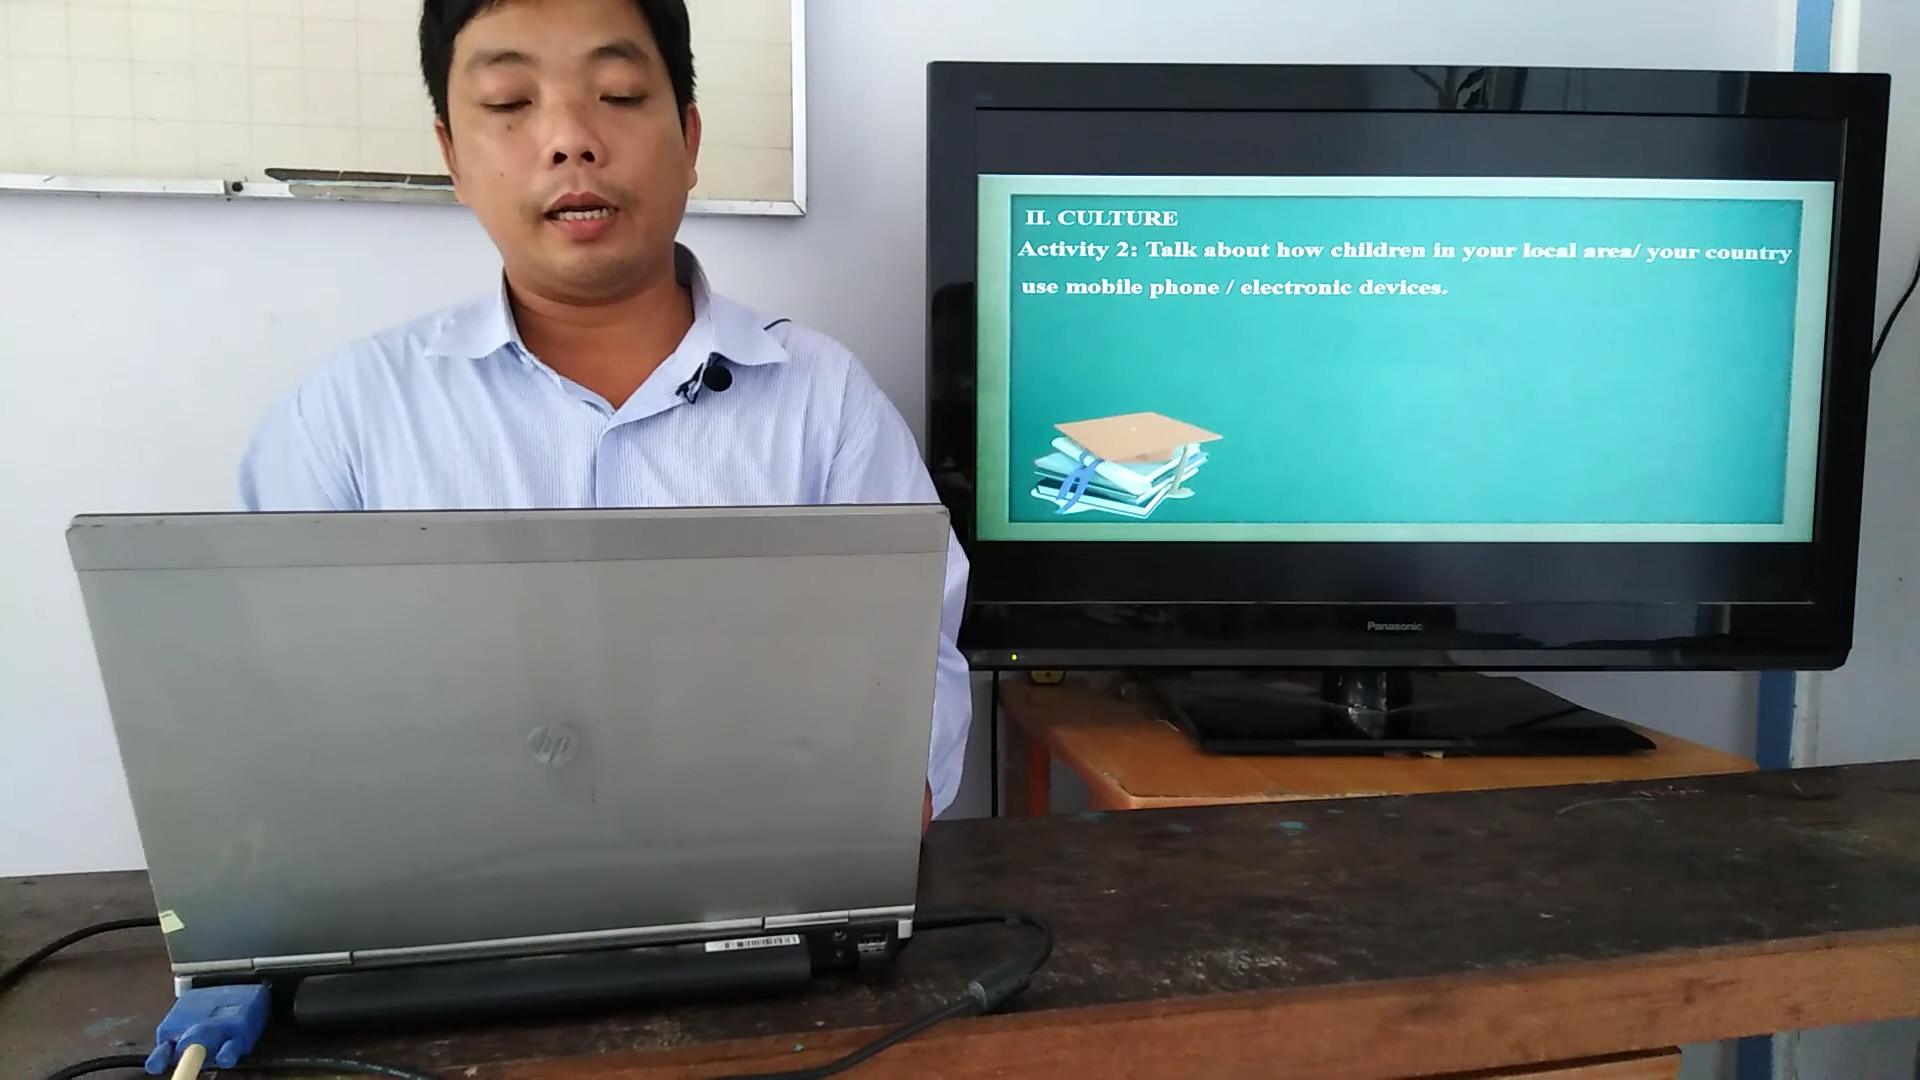 II. CULTURE
Activity 2: Talk about how children in your local area/ your country
use mobile phone / electronic devices.
Panasonic
hp